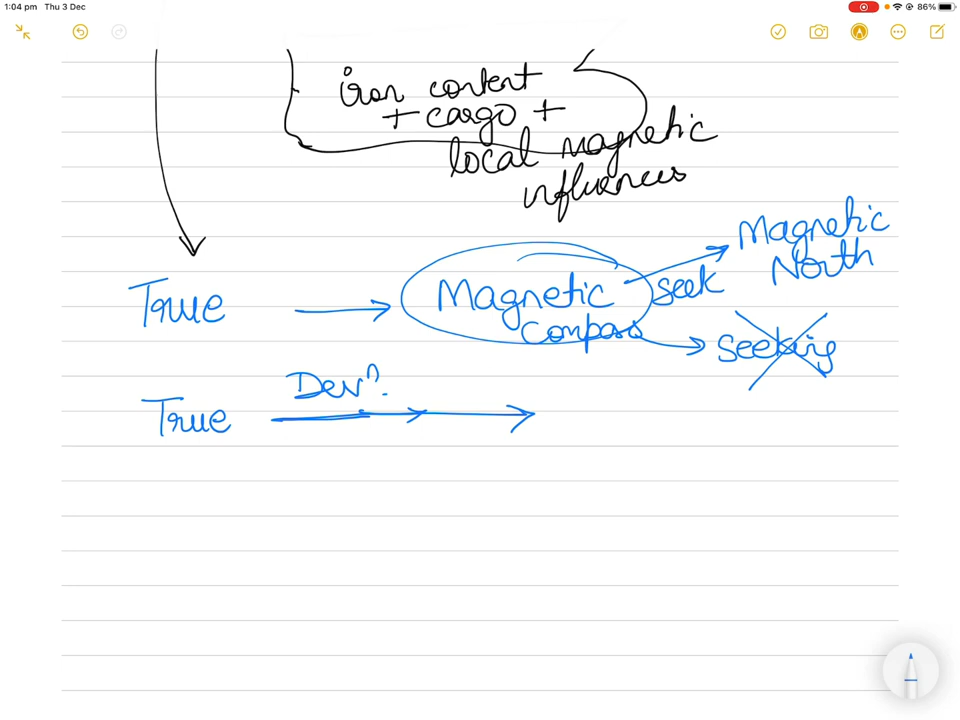 1:04 pm Thu 3 Dec
86%
iron content
+ cargo +
local magnetic
influences
Magnetic
North
True
Magnetic
Compass
seek
seeking
Devⁿ.
True